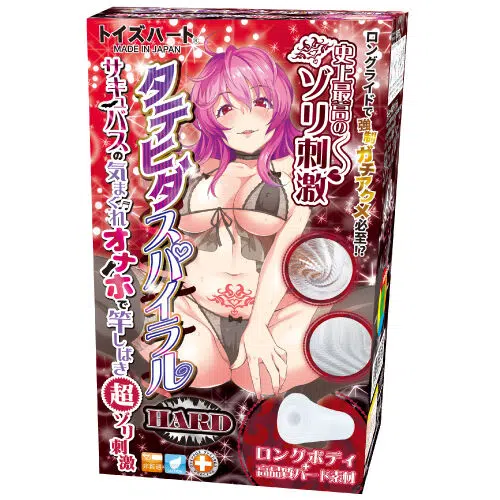 トイズハート®
MADE IN JAPAN
ロングライドで強制ガチアクメ必至!?
史上最高の
ゾリ刺激
タテヒダスパイラル
サキュバスの気まぐれオナホで竿しばき
超ゾリ刺激
HARD
非貫通
ロングボディ
+
高品質ハード素材